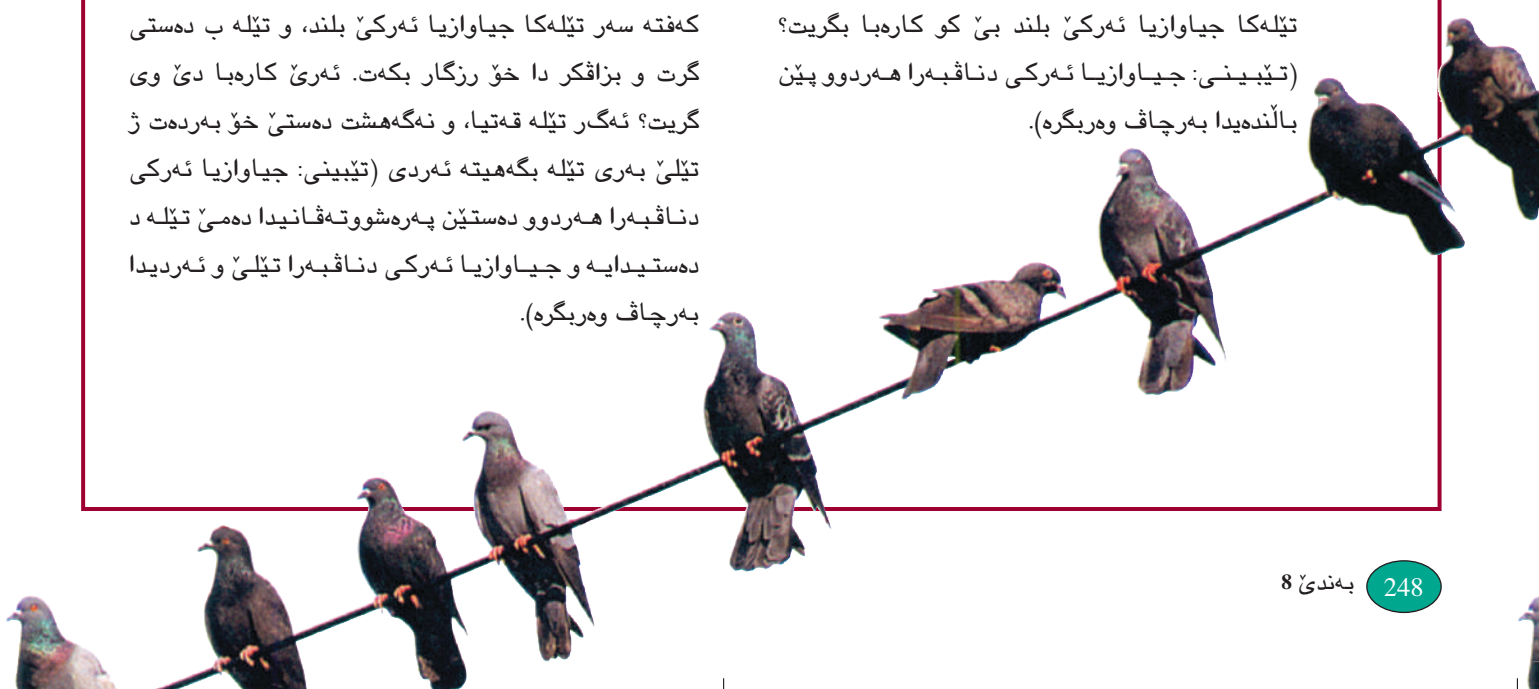 تێلەکا جیاوازیا ئەرکێ بلند بێ کو کارەبا بگریت؟
(تێبینی: جیاوازیا ئەرکی دناڤبەرا هەردوو پێن
باڵندەیدا بەرچاڤ وەربگرە).
کەفتە سەر تێلەکا جیاوازیا ئەرکێ بلند، و تێلە ب دەستی
گرت و بزاڤکر دا خۆ رزگار بکەت. ئەرێ کارەبا دێ وی
گریت؟ ئەگر تێلە قەتیا، و نەگەهشت دەستێ خۆ بەردەت ژ
تێلێ بەری تێلە بگەهیتە ئەردی (تێبینی: جیاوازیا ئەرکی
دناڤبەرا هەردوو دەستێن پەرەشووتەڤانیدا دەمێ تێلە د
دەستیدایە و جیاوازیا ئەرکی دناڤبەرا تێلێ و ئەردیدا
بەرچاڤ وەربگرە).
248 بەندێ 8